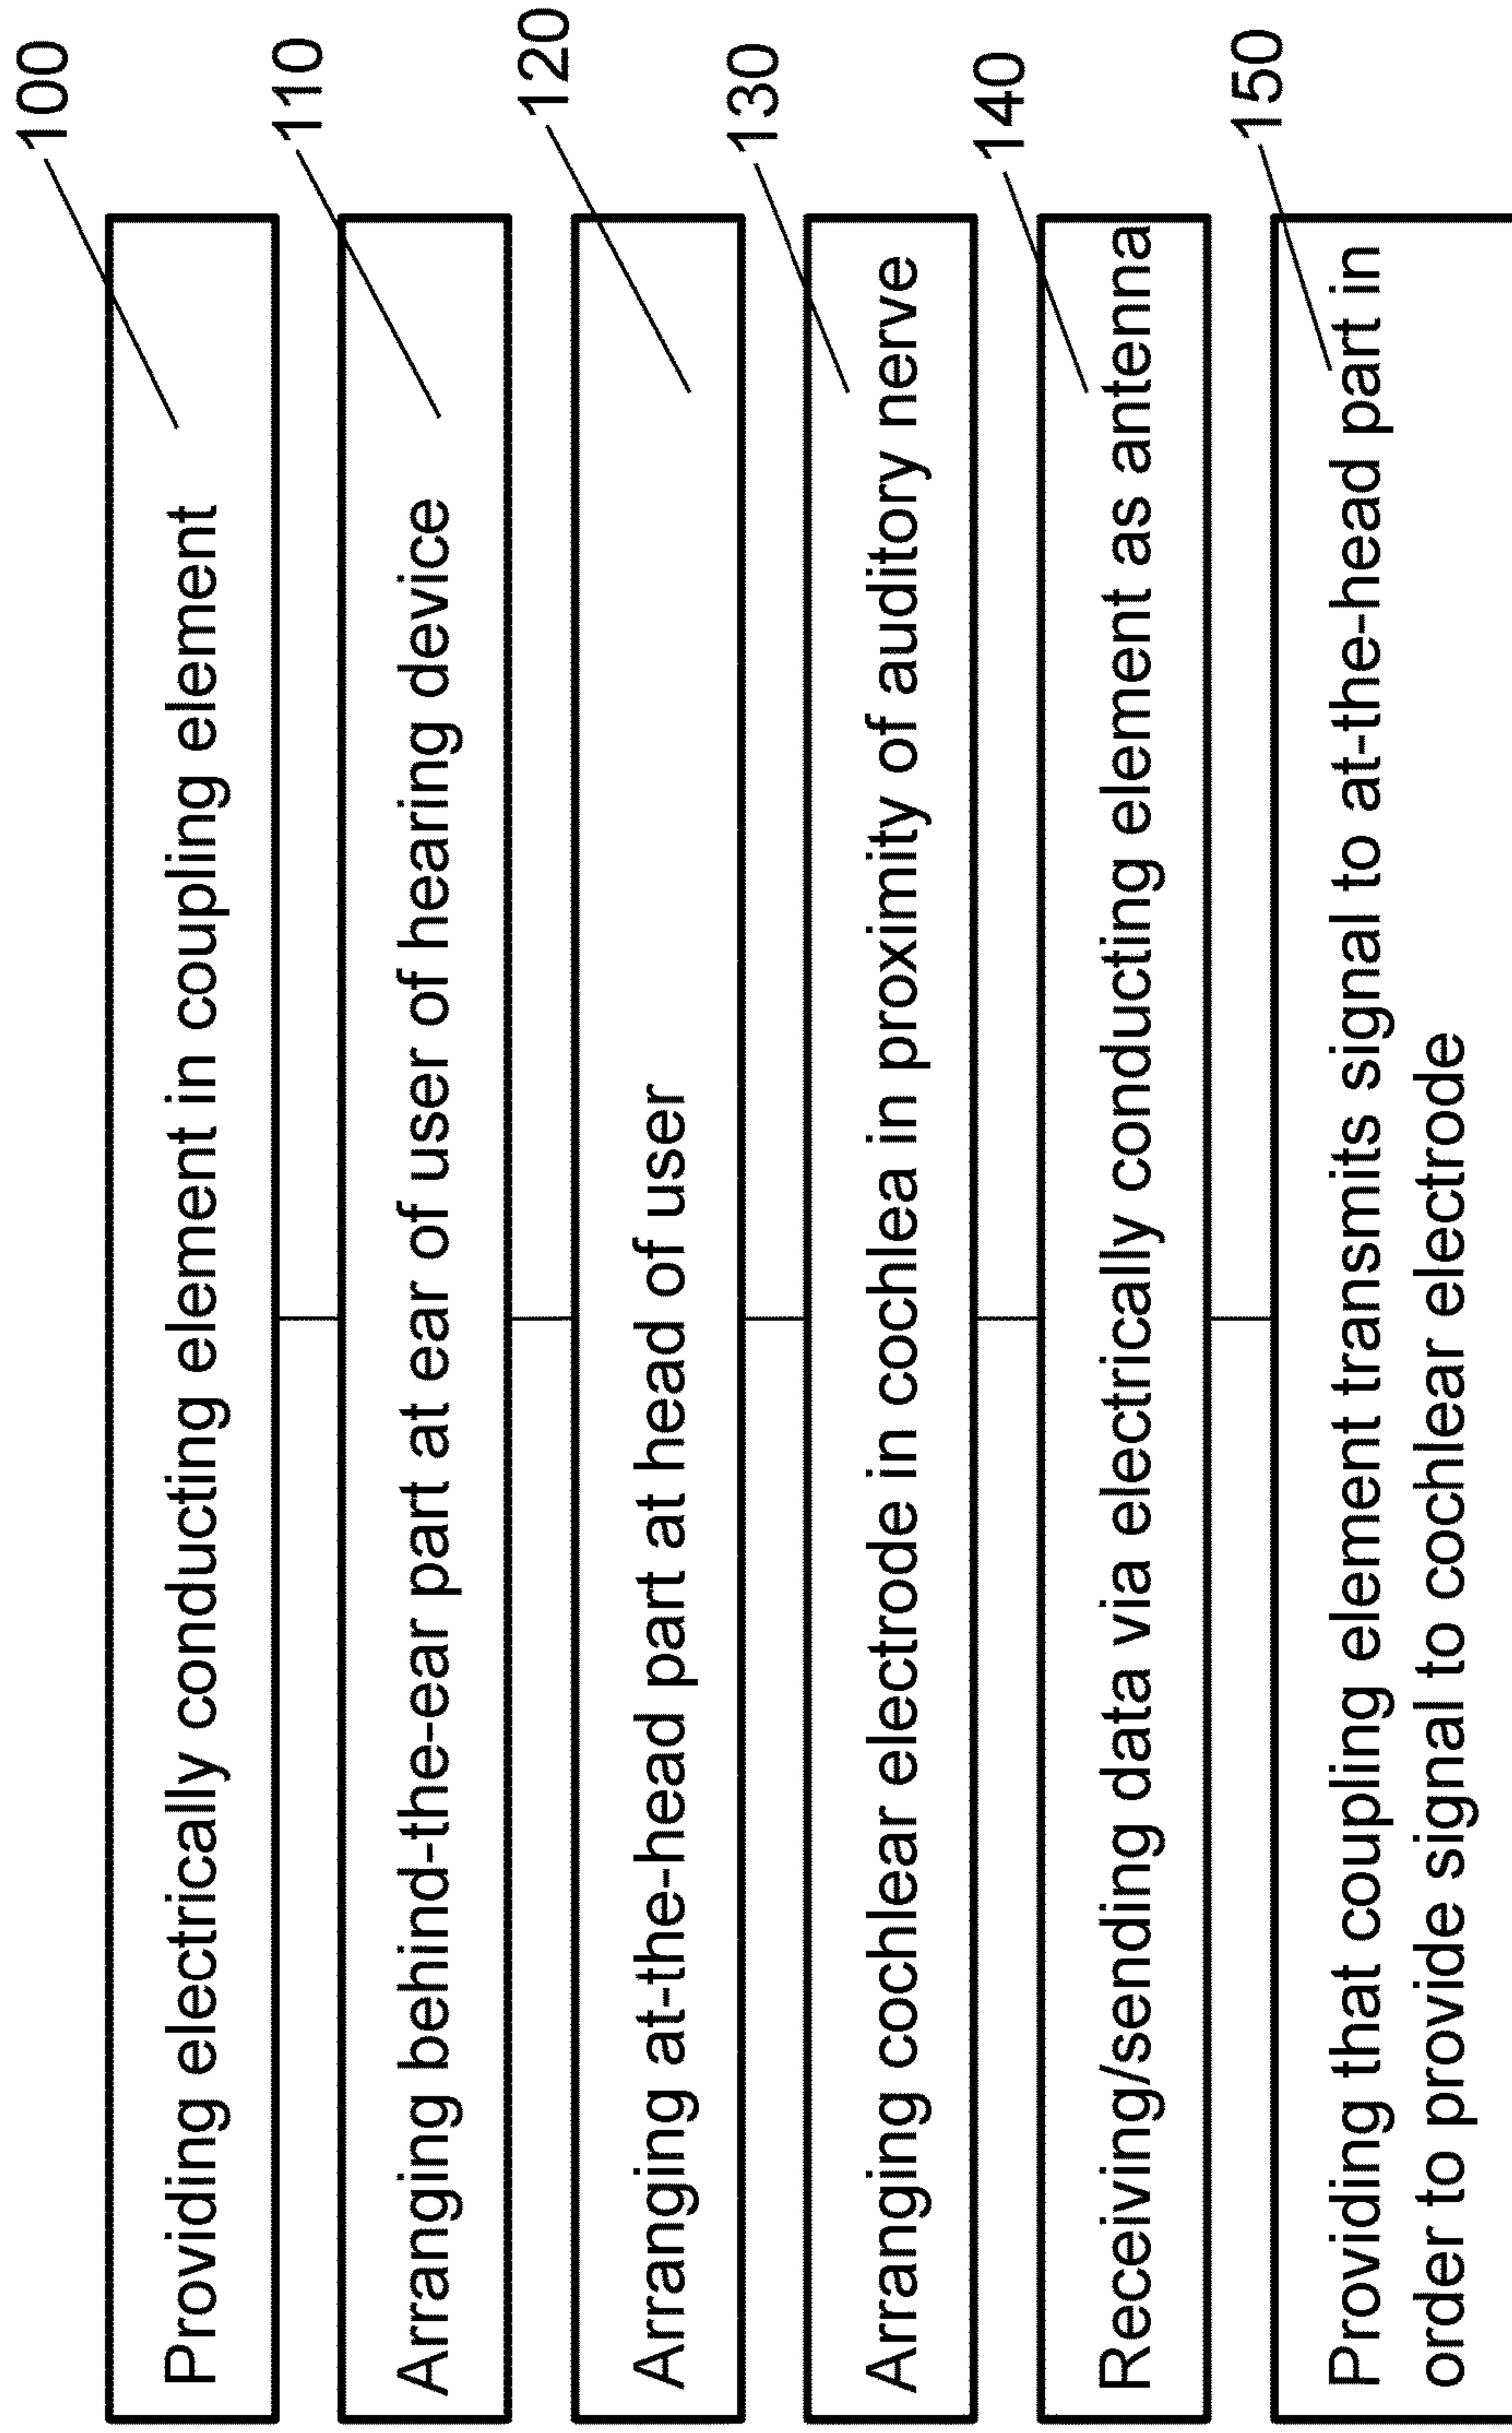 100
Providing electrically conducting element in coupling element
110
Arranging behind-the-ear part at ear of user of hearing device
120
Arranging at-the-head part at head of user
130
Arranging cochlear electrode in cochlea in proximity of auditory nerve
140
Receiving/sending data via electrically conducting element as antenna
150
Providing that coupling element transmits signal to at-the-head part in
order to provide signal to cochlear electrode